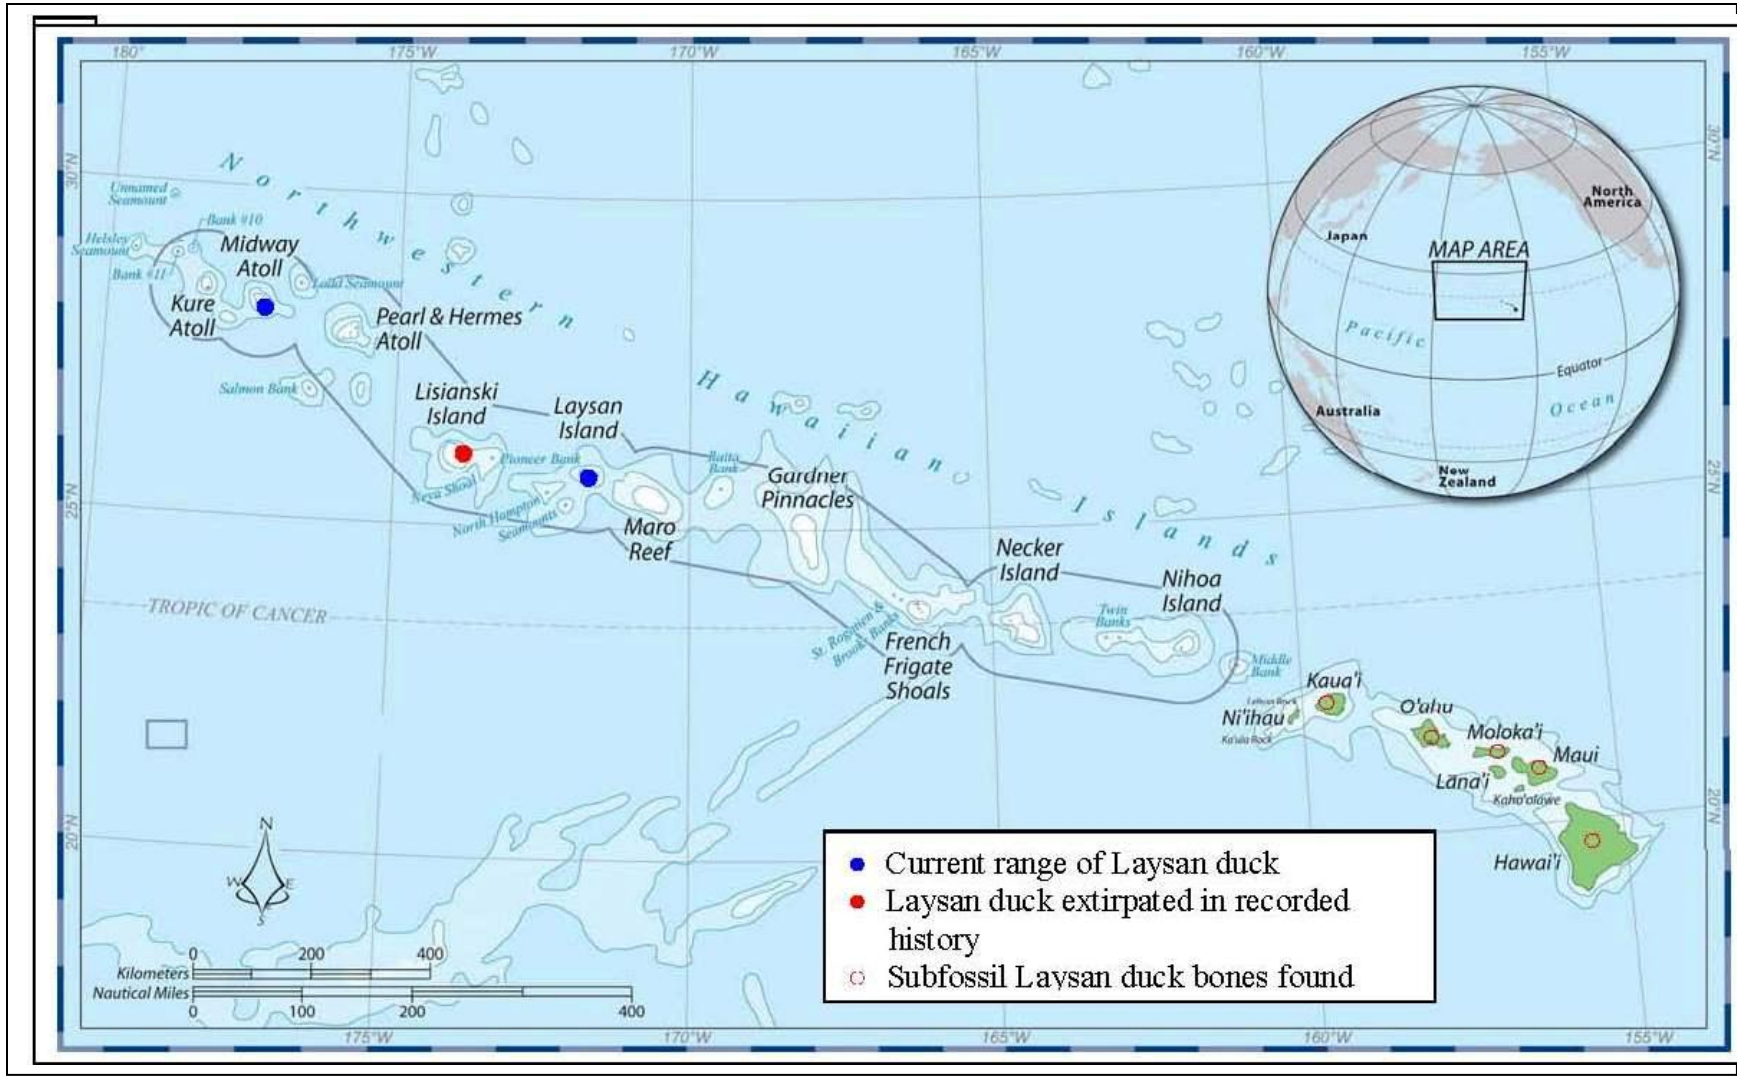 180°
175°W
170°W
165°W
160°W
155°W
30°N
30°N
Northwestern
Hawaiian
Islands
Unnamed
Seamount
Bank #10
Helsley
Seamount
Bank #11
Midway
Atoll
Ladd Seamount
Kure
Atoll
Pearl & Hermes
Atoll
Salmon Bank
Lisianski
Island
Laysan
Island
Pioneer Bank
Neva Shoal
North Hampton
Seamounts
Maro
Reef
Raita
Bank
Gardner
Pinnacles
25°N
25°N
Necker
Island
Nihoa
Island
Twin
Banks
St. Rogatien &
Brooks Banks
French
Frigate
Shoals
Middle
Bank
TROPIC OF CANCER
Kaua'i
Lehua Rock
Ni'ihau
Ka'ula Rock
O'ahu
Moloka'i
Maui
Lāna'i
Kaho'olawe
Hawai'i
20°N
20°N
North
America
Japan
MAP AREA
Pacific
Equator
Ocean
Australia
New
Zealand
N
W E
S
0 200 400
Kilometers
Nautical Miles
0 100 200 400
Current range of Laysan duck
Laysan duck extirpated in recorded
history
Subfossil Laysan duck bones found
175°W
170°W
165°W
160°W
155°W